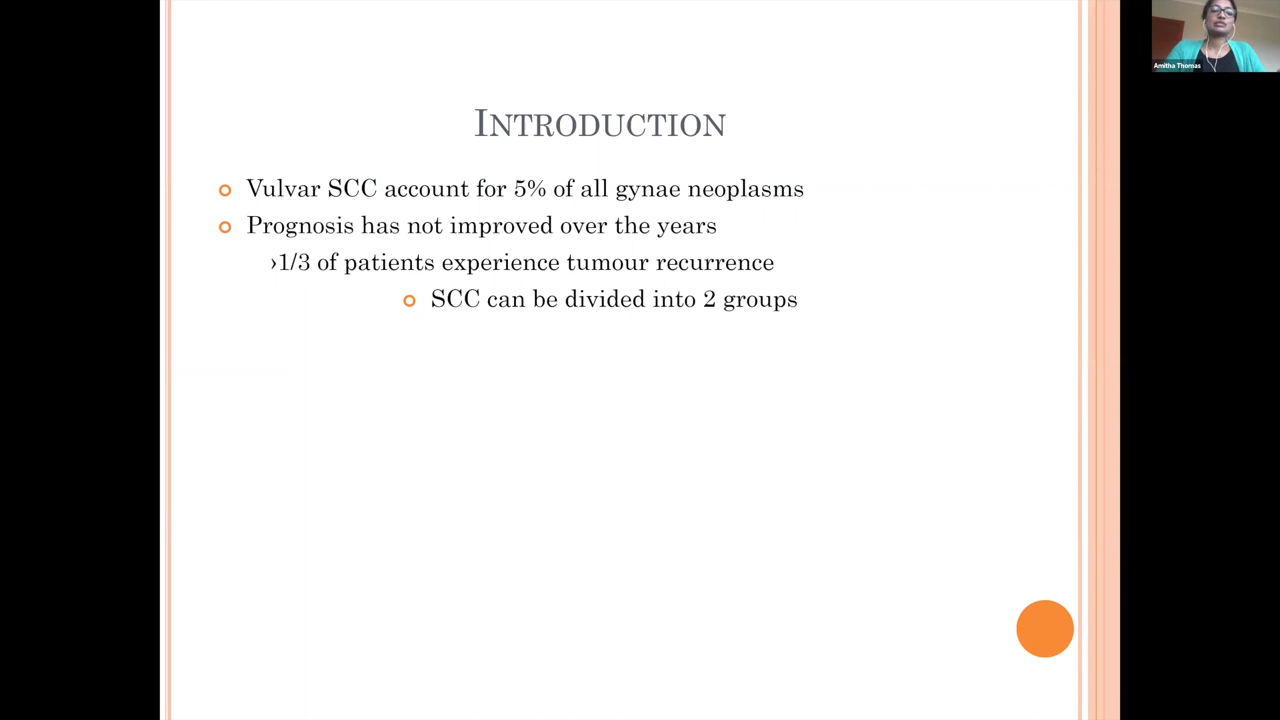 INTRODUCTION
Vulvar SCC account for 5% of all gynae neoplasms
Prognosis has not improved over the years
›1/3 of patients experience tumour recurrence
SCC can be divided into 2 groups
Amitha Thomas